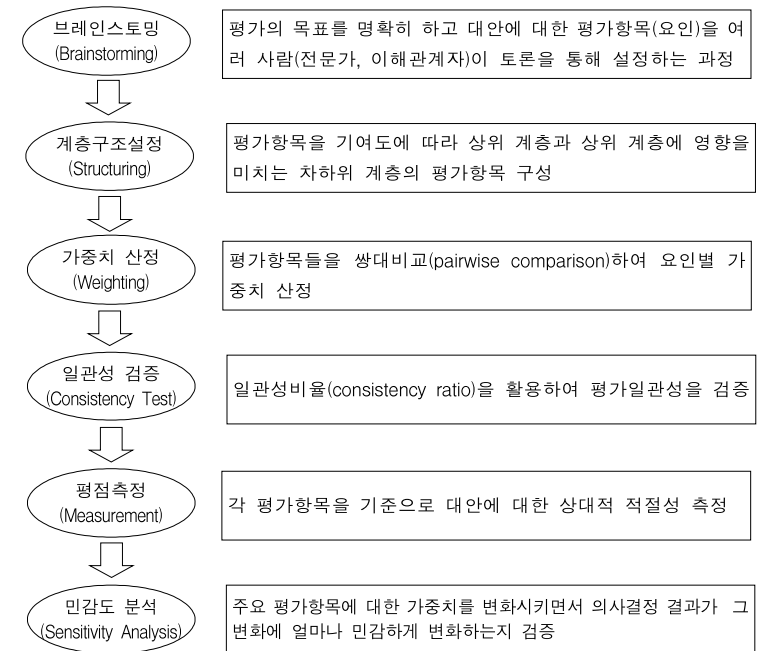 브레인스토밍
(Brainstorming)
평가의 목표를 명확히 하고 대안에 대한 평가항목(요인)을 여
러 사람(전문가, 이해관계자)이 토론을 통해 설정하는 과정
계층구조설정
(Structuring)
평가항목을 기여도에 따라 상위 계층과 상위 계층에 영향을
미치는 차하위 계층의 평가항목 구성
가중치 산정
(Weighting)
평가항목들을 쌍대비교(pairwise comparison)하여 요인별 가
중치 산정
일관성 검증
(Consistency Test)
일관성비율(consistency ratio)을 활용하여 평가일관성을 검증
평점측정
(Measurement)
각 평가항목을 기준으로 대안에 대한 상대적 적절성 측정
민감도 분석
(Sensitivity Analysis)
주요 평가항목에 대한 가중치를 변화시키면서 의사결정 결과가 그
변화에 얼마나 민감하게 변화하는지 검증